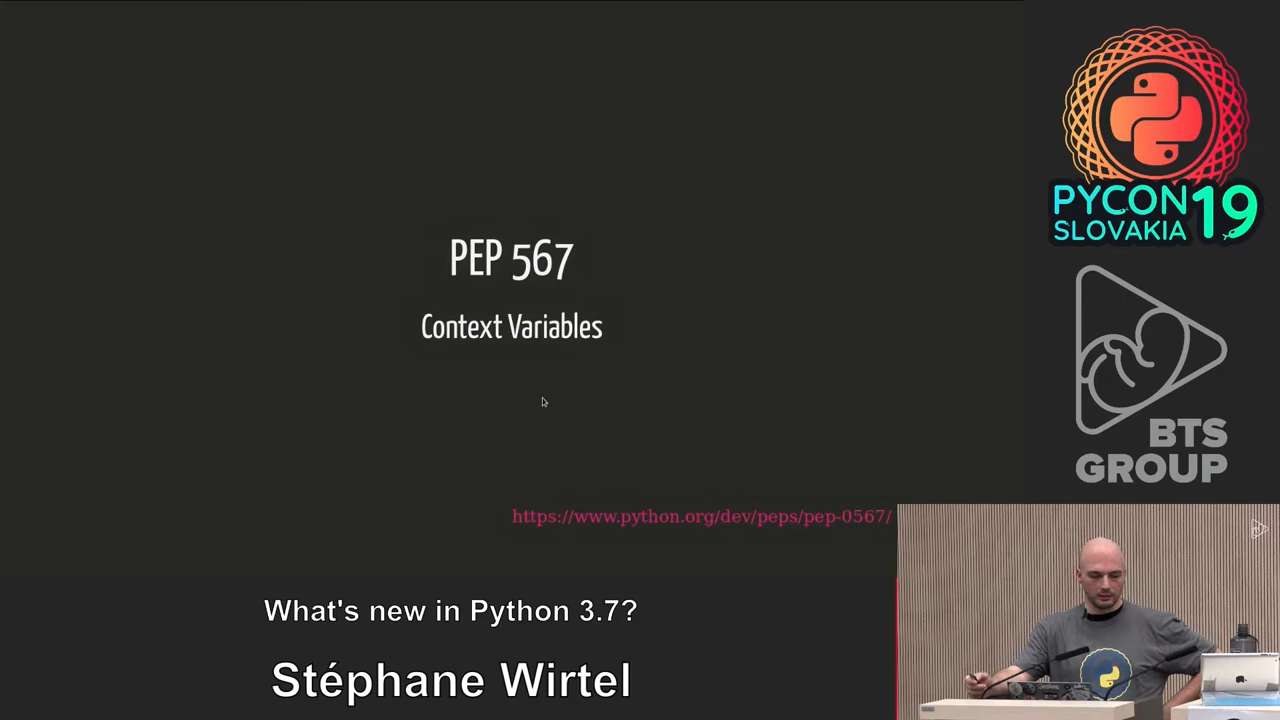 PEP 567
Context Variables
https://www.python.org/dev/peps/pep-0567/
What's new in Python 3.7?
Stéphane Wirtel
PYCON 19
SLOVAKIA
BTS
GROUP